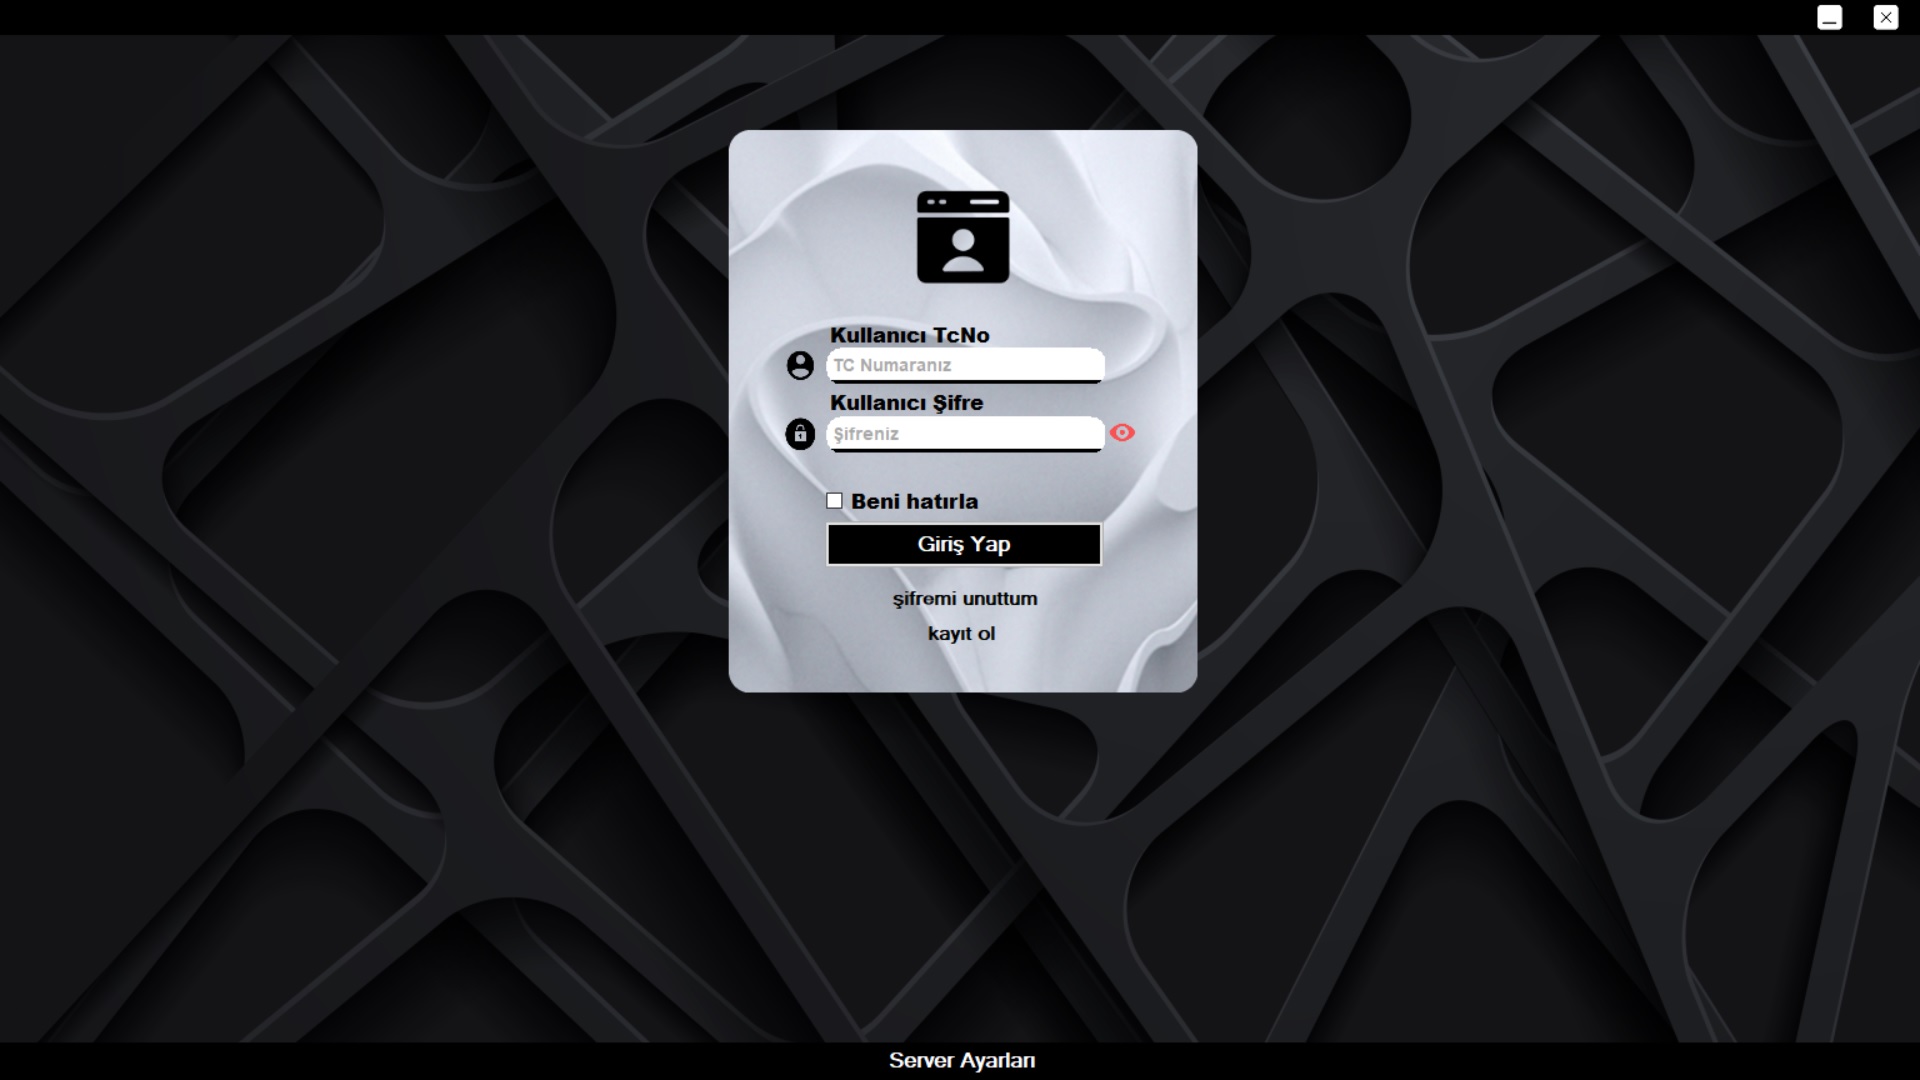 Kullanıcı TcNo
TC Numaranız
Kullanıcı Şifre
Şifreniz
Beni hatırla
Giriş Yap
şifremi unuttum
kayıt ol
Server Ayarları